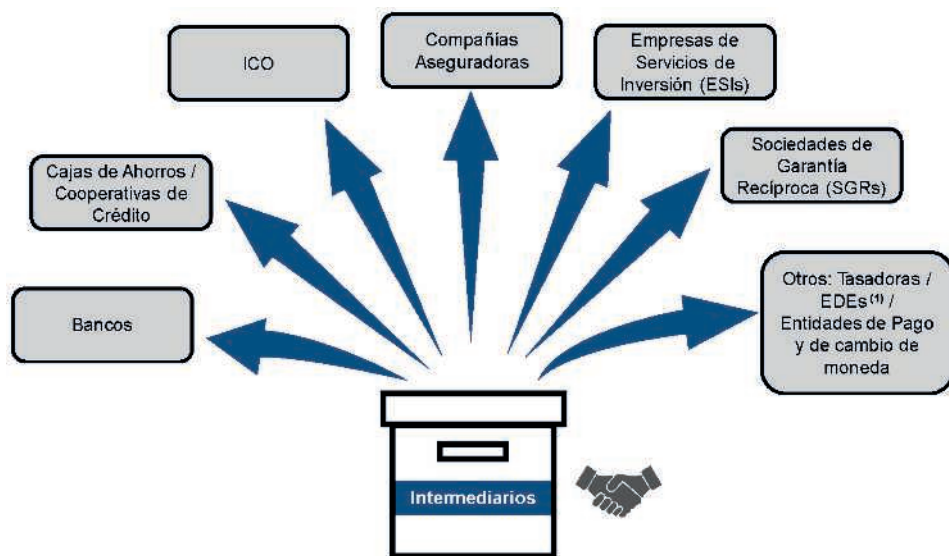 ICO
Compañías
Aseguradoras
Empresas de
Servicios de
Inversión (ESIs)
Cajas de Ahorros /
Cooperativas de
Crédito
Sociedades de
Garantía
Recíproca (SGRs)
Bancos
Otros: Tasadoras /
EDEs⁽¹⁾ /
Entidades de Pago
y de cambio de
moneda
Intermediarios